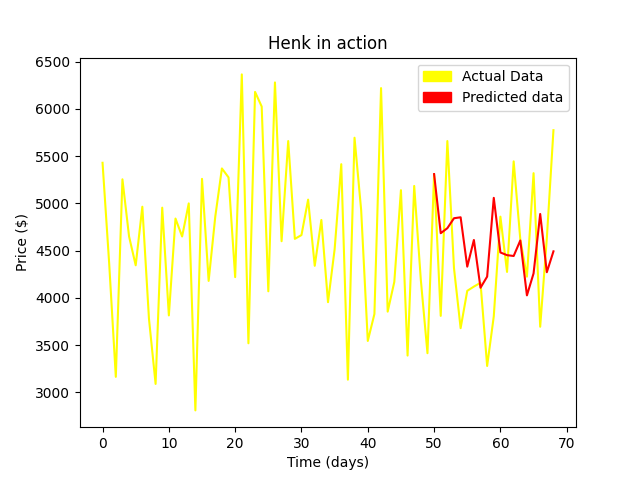 Henk in action
Actual Data
Predicted data
6500
6000
5500
5000
4500
4000
3500
3000
Price ($)
0 10 20 30 40 50 60 70
Time (days)